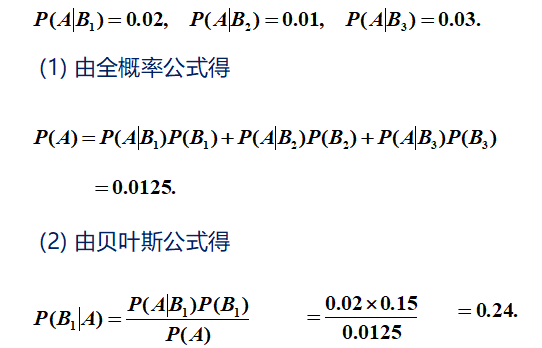 P(A|B₁) = 0.02, P(A|B₂) = 0.01, P(A|B₃) = 0.03.
(1) 由全概率公式得
P(A) = P(A|B₁)P(B₁) + P(A|B₂)P(B₂) + P(A|B₃)P(B₃)
= 0.0125.
(2) 由贝叶斯公式得
P(B₁|A) = P(A|B₁)P(B₁) / P(A) = 0.02 × 0.15 / 0.0125 = 0.24.